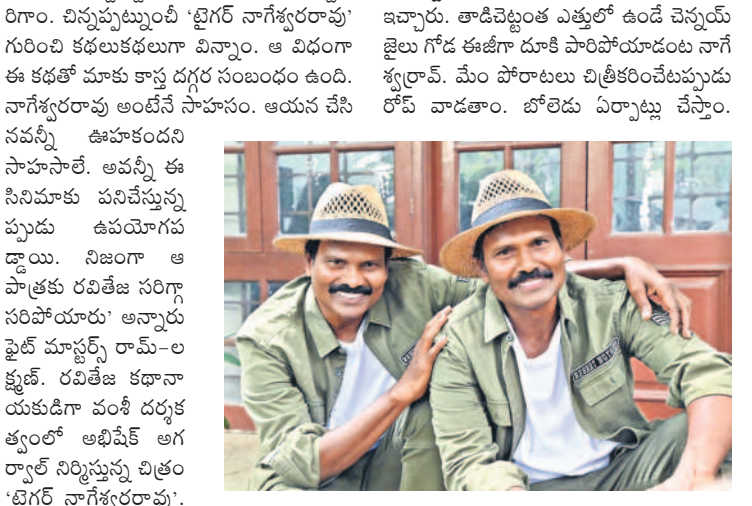 రిగాం. చిన్నప్పట్నుంచీ ‘టైగర్ నాగేశ్వరరావు’
గురించి కథలుకథలుగా విన్నాం. ఆ విధంగా
ఈ కథతో మాకు కాస్త దగ్గర సంబంధం ఉంది.
నాగేశ్వరరావు అంటేనే సాహసం. ఆయన చేసి
నవన్నీ ఊహకందని
సాహసాలే. అవన్నీ ఈ
సినిమాకు పనిచేస్తున్న
ప్పుడు ఉపయోగప
డ్డాయి. నిజంగా ఆ
పాత్రకు రవితేజ సరిగ్గా
సరిపోయారు’ అన్నారు
ఫైట్ మాస్టర్స్ రామ్-ల
క్ష్మణ్. రవితేజ కథానా
యకుడిగా వంశీ దర్శక
త్వంలో అభిషేక్ అగ
ర్వాల్ నిర్మిస్తున్న చిత్రం
‘టైగర్ నాగేశ్వరరావు’.
ఇచ్చారు. తాడిచెట్టంత ఎత్తులో ఉండే చెన్నయ్
జైలు గోడ ఈజీగా దూకి పారిపోయాడంట నాగే
శ్వర్రావ్. మేం పోరాటలు చిత్రీకరించేటప్పుడు
రోప్ వాడతాం. బోలెడు ఏర్పాట్లు చేస్తాం.